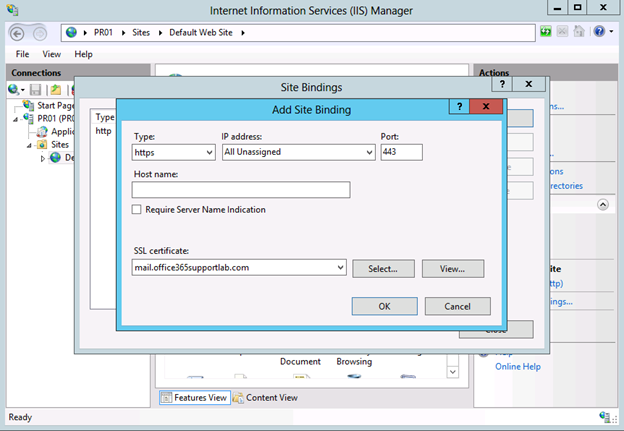 Internet Information Services (IIS) Manager
PR01 Sites Default Web Site
File View Help
Connections
Start Page
PR01 (PR0
Applic
Sites
De
Actions
Site Bindings
Type
http
Add Site Binding
Type: IP address: Port:
https All Unassigned 443
Host name:
Require Server Name Indication
SSL certificate:
mail.office365supportlab.com Select... View...
OK Cancel
Close
ns...
ons
rectories
ite
ttp)
ngs...
Help
Online Help
Document Browsing
Features View Content View
Ready